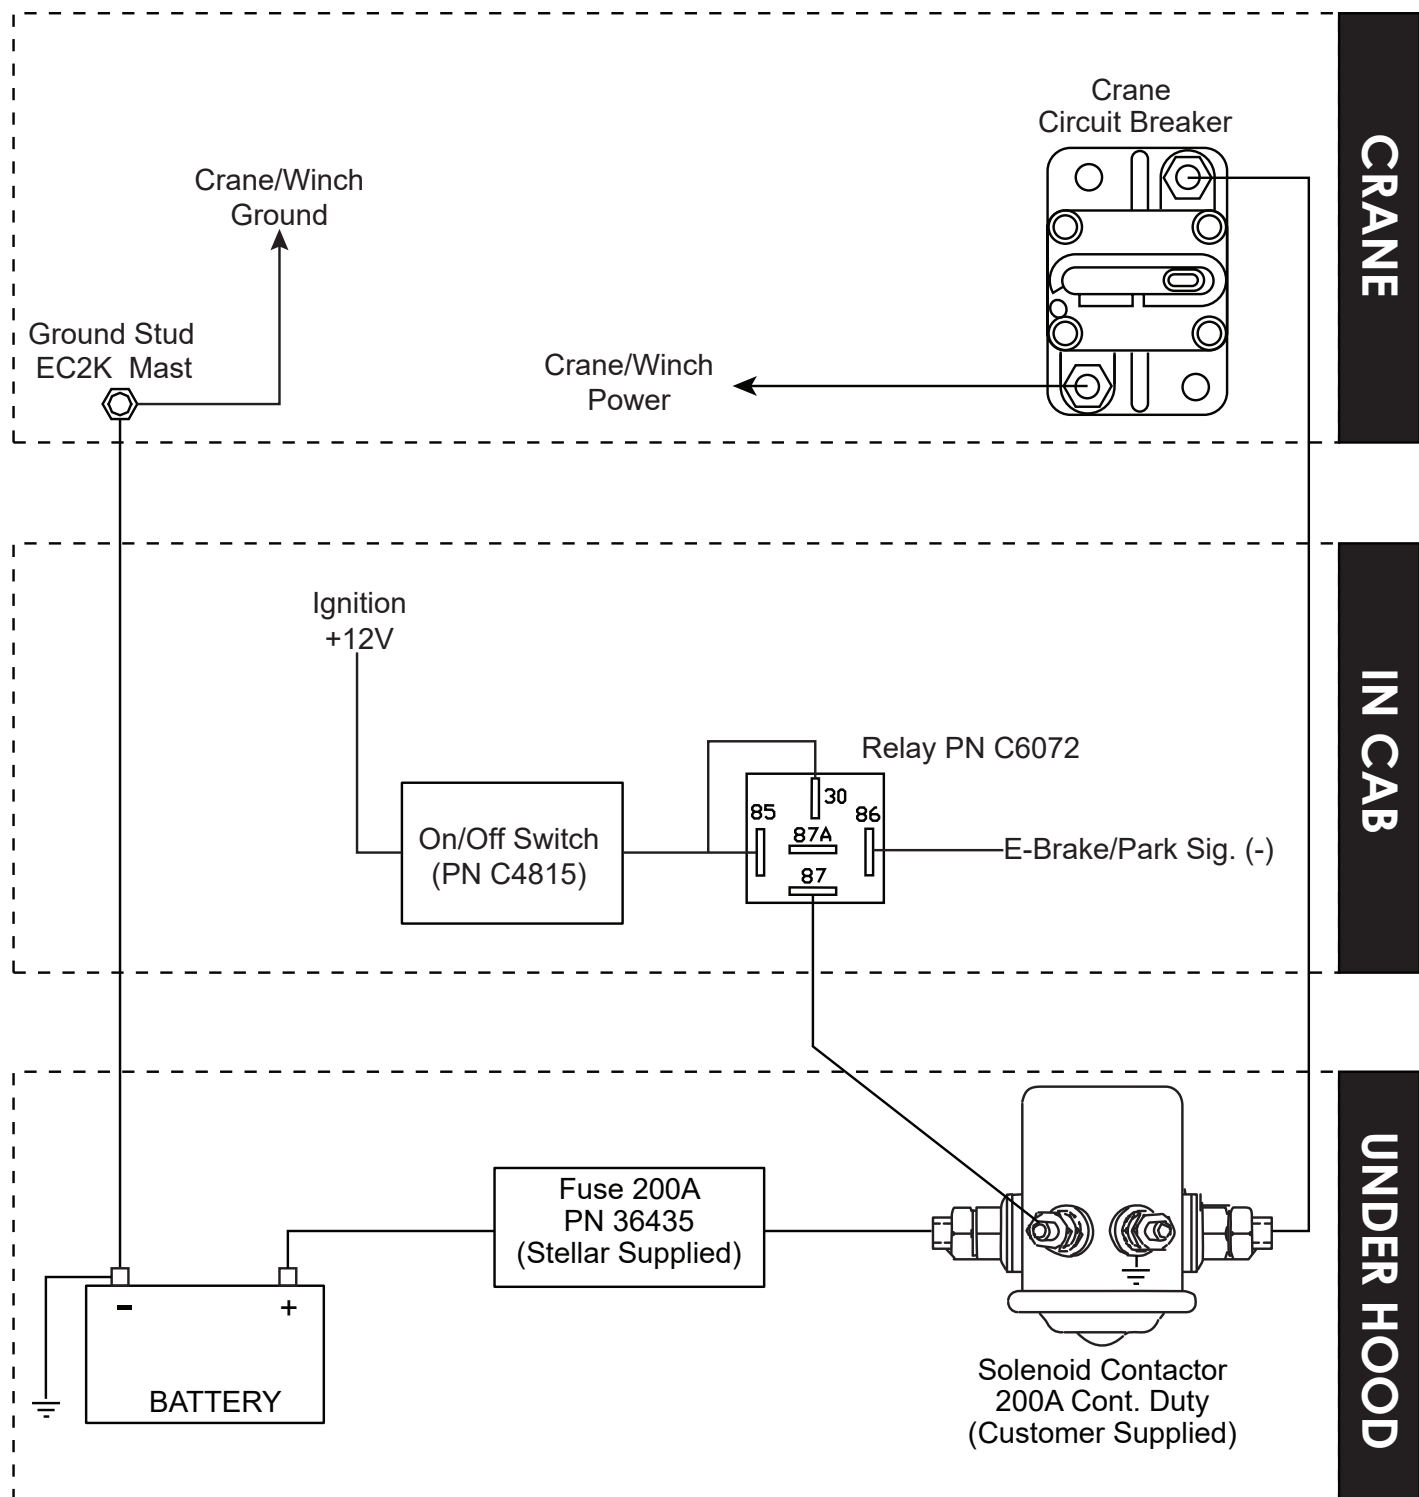 Crane
Circuit Breaker
Crane/Winch
Ground
Ground Stud
EC2K Mast
Crane/Winch
Power
CRANE
Ignition
+12V
Relay PN C6072
On/Off Switch
(PN C4815)
85
30
86
87A
87
E-Brake/Park Sig. (-)
IN CAB
Fuse 200A
PN 36435
(Stellar Supplied)
-
+
BATTERY
Solenoid Contactor
200A Cont. Duty
(Customer Supplied)
UNDER HOOD